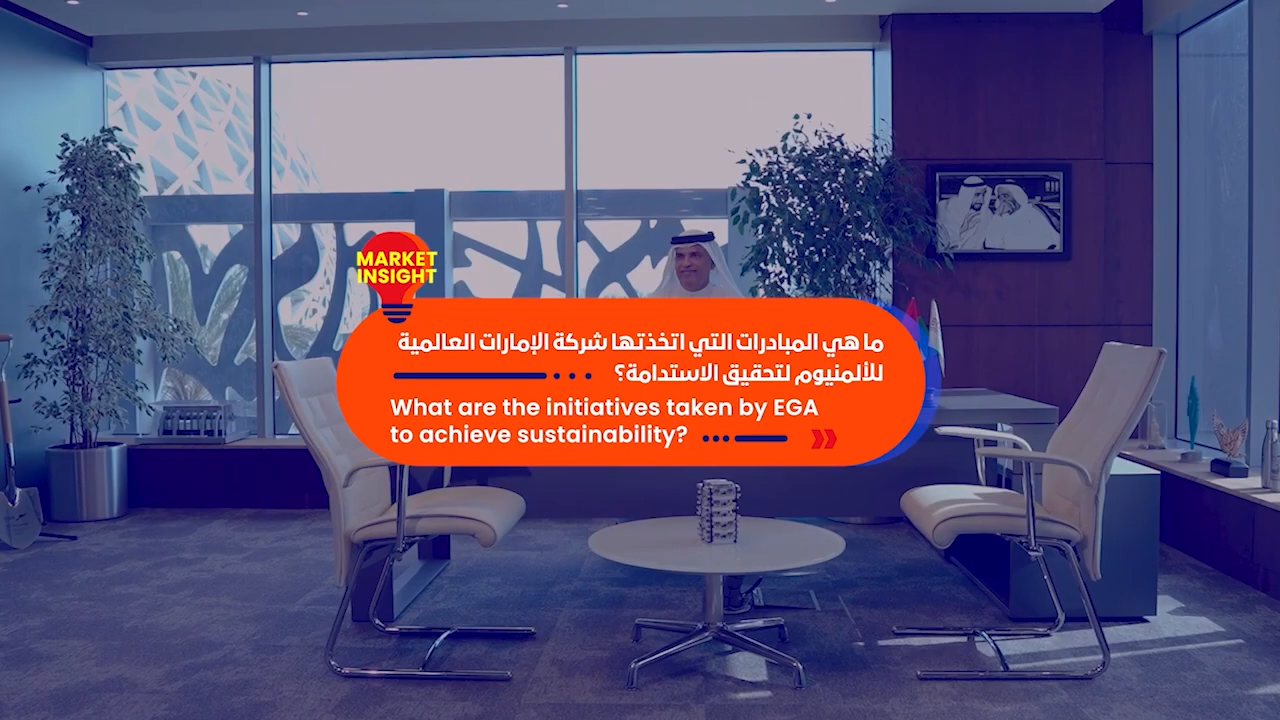 MARKET
INSIGHT
ما هي المبادرات التي اتخذتها شركة الإمارات العالمية
للألمنيوم لتحقيق الاستدامة؟
What are the initiatives taken by EGA
to achieve sustainability?